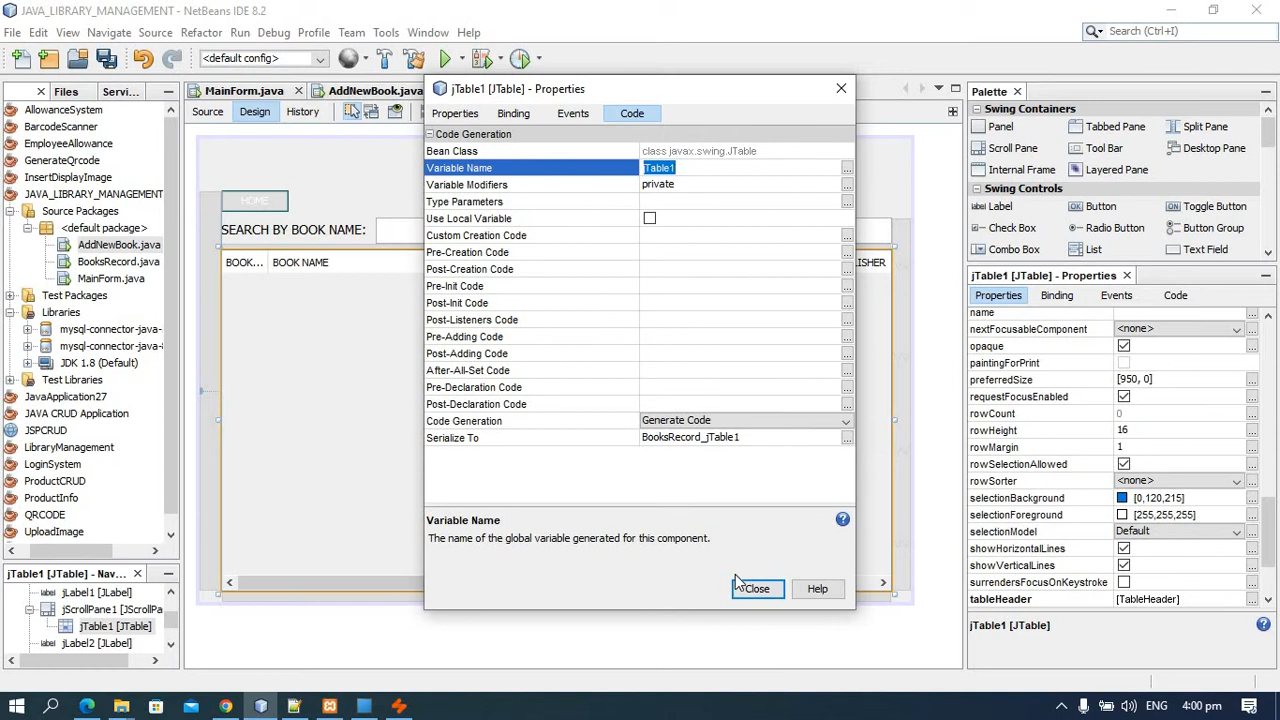 JAVA_LIBRARY_MANAGEMENT - NetBeans IDE 8.2
File Edit View Navigate Source Refactor Run Debug Profile Team Tools Window Help
Search (Ctrl+I)
<default config>
Files Servi...
MainForm.java AddNewBook.java
Source Design History
AllowanceSystem
BarcodeScanner
EmployeeAllowance
GenerateQrcode
InsertDisplayImage
JAVA_LIBRARY_MANAGEMENT
Source Packages
<default package>
AddNewBook.java
BooksRecord.java
MainForm.java
Test Packages
Libraries
mysql-connector-java-
mysql-connector-java-
JDK 1.8 (Default)
Test Libraries
JavaApplication27
JAVA CRUD Application
JSPCRUD
LibraryManagement
LoginSystem
ProductCRUD
ProductInfo
QRCODE
UploadImage
jTable1 [JTable] - Nav...
jLabel1 [JLabel]
jScrollPane1 [JScrollPa
jTable1 [JTable]
jLabel2 [JLabel]
HOME
SEARCH BY BOOK NAME:
BOOK... BOOK NAME
LISHER
jTable1 [JTable] - Properties
Properties Binding Events Code
Code Generation
Bean Class class javax.swing.JTable
Variable Name jTable1
Variable Modifiers private
Type Parameters
Use Local Variable
Custom Creation Code
Pre-Creation Code
Post-Creation Code
Pre-Init Code
Post-Init Code
Post-Listeners Code
Pre-Adding Code
Post-Adding Code
After-All-Set Code
Pre-Declaration Code
Post-Declaration Code
Code Generation Generate Code
Serialize To BooksRecord_jTable1
Variable Name
The name of the global variable generated for this component.
Close Help
Palette
Swing Containers
Panel Tabbed Pane Split Pane
Scroll Pane Tool Bar Desktop Pane
Internal Frame Layered Pane
Swing Controls
Label Button Toggle Button
Check Box Radio Button Button Group
Combo Box List Text Field
jTable1 [JTable] - Properties
Properties Binding Events Code
name
nextFocusableComponent <none>
opaque
paintingForPrint
preferredSize [950, 0]
requestFocusEnabled
rowCount 0
rowHeight 16
rowMargin 1
rowSelectionAllowed
rowSorter <none>
selectionBackground [0,120,215]
selectionForeground [255,255,255]
selectionModel Default
showHorizontalLines
showVerticalLines
surrendersFocusOnKeystroke
tableHeader [TableHeader]
jTable1 [JTable]
ENG 4:00 pm